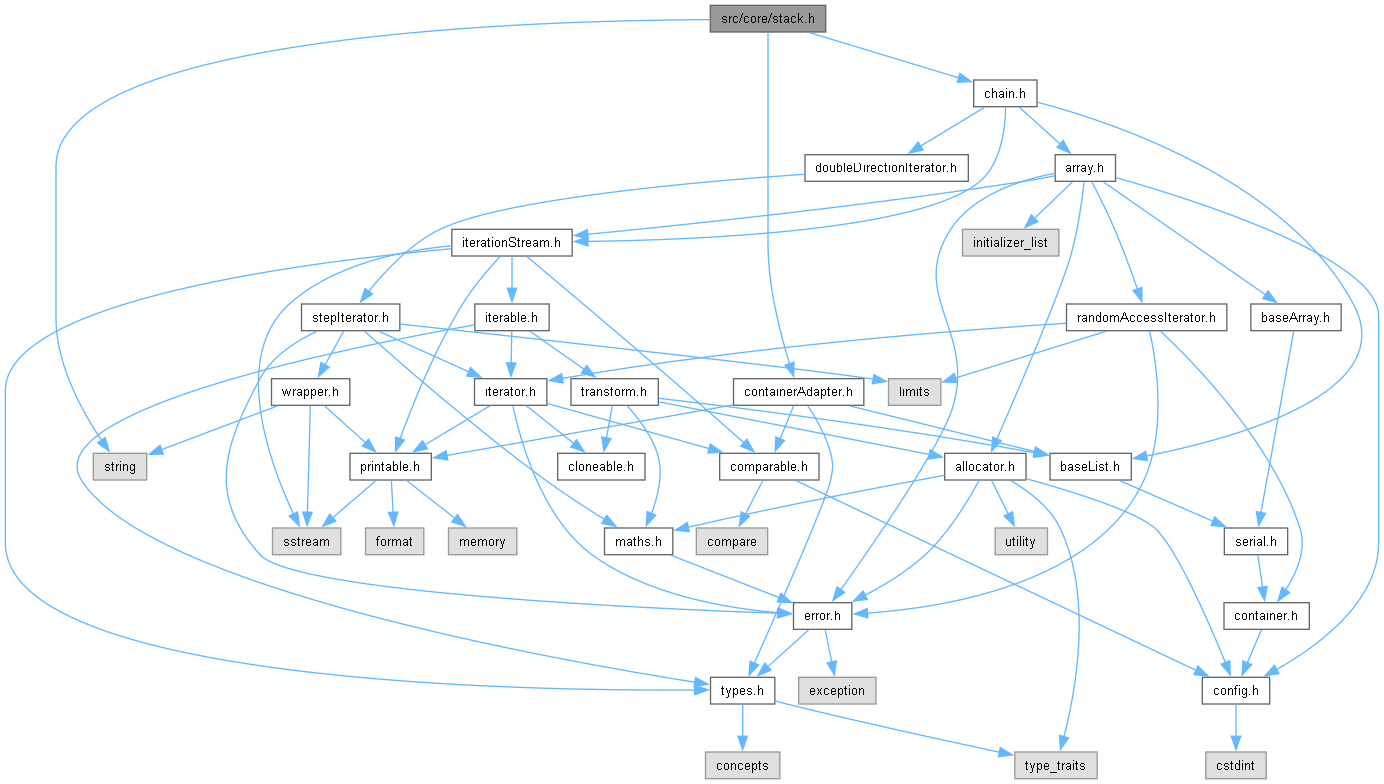 src/core/stack.h
chain.h
doubleDirectionIterator.h
array.h
iterationStream.h
initializer_list
stepIterator.h
iterable.h
randomAccessIterator.h
baseArray.h
wrapper.h
iterator.h
transform.h
containerAdapter.h
limits
string
printable.h
cloneable.h
comparable.h
allocator.h
baseList.h
sstream
format
memory
maths.h
compare
utility
serial.h
error.h
container.h
types.h
exception
config.h
concepts
type_traits
cstdint